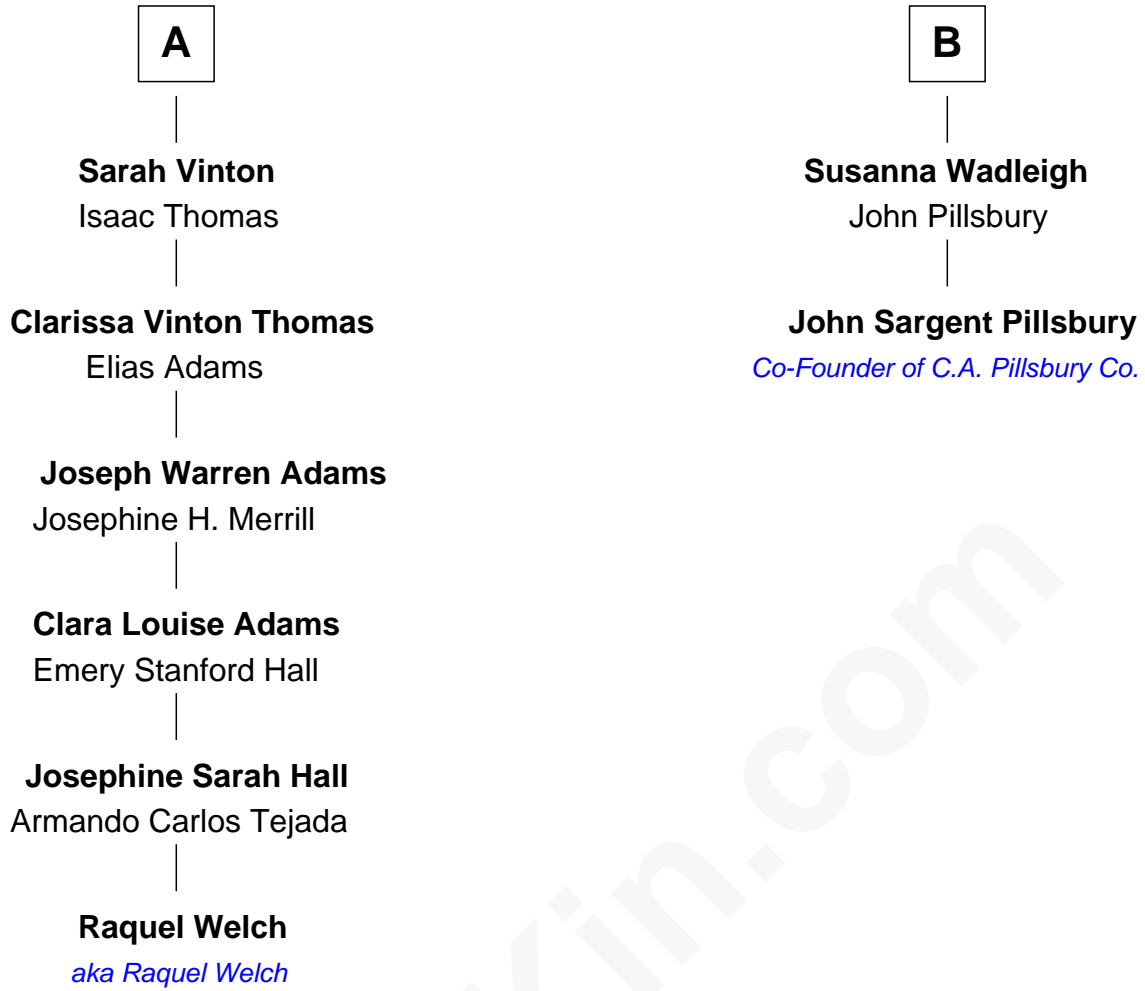 A
B
Sarah Vinton
Isaac Thomas
Susanna Wadleigh
John Pillsbury
Clarissa Vinton Thomas
Elias Adams
John Sargent Pillsbury
Co-Founder of C.A. Pillsbury Co.
Joseph Warren Adams
Josephine H. Merrill
Clara Louise Adams
Emery Stanford Hall
Josephine Sarah Hall
Armando Carlos Tejada
Raquel Welch
aka Raquel Welch
Kin.com